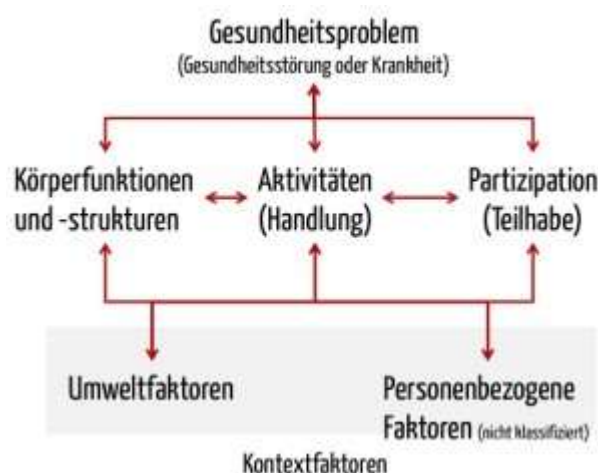 Gesundheitsproblem
(Gesundheitsstörung oder Krankheit)
Körperfunktionen
und -strukturen
Aktivitäten
(Handlung)
Partizipation
(Teilhabe)
Umweltfaktoren
Personenbezogene
Faktoren (nicht klassifiziert)
Kontextfaktoren